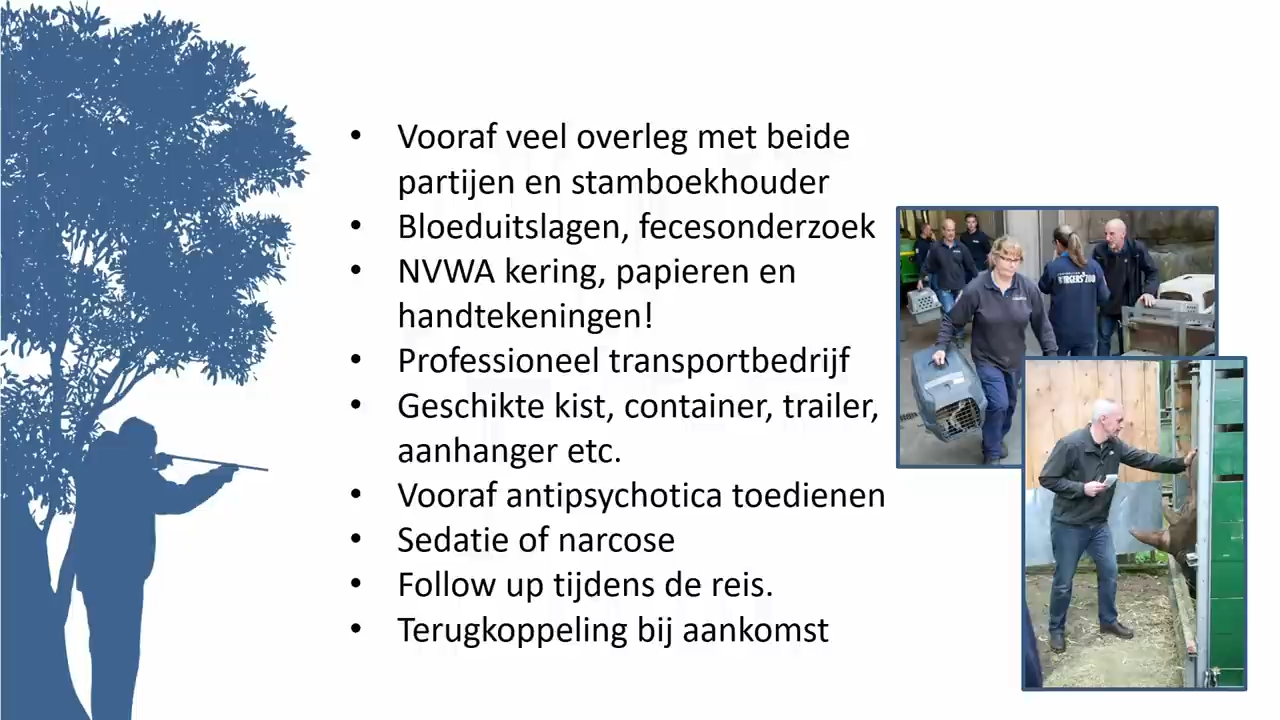 • Vooraf veel overleg met beide
partijen en stamboekhouder
• Bloeduitslagen, fecesonderzoek
• NVWA kering, papieren en
handtekeningen!
• Professioneel transportbedrijf
• Geschikte kist, container, trailer,
aanhanger etc.
• Vooraf antipsychotica toedienen
• Sedatie of narcose
• Follow up tijdens de reis.
• Terugkoppeling bij aankomst